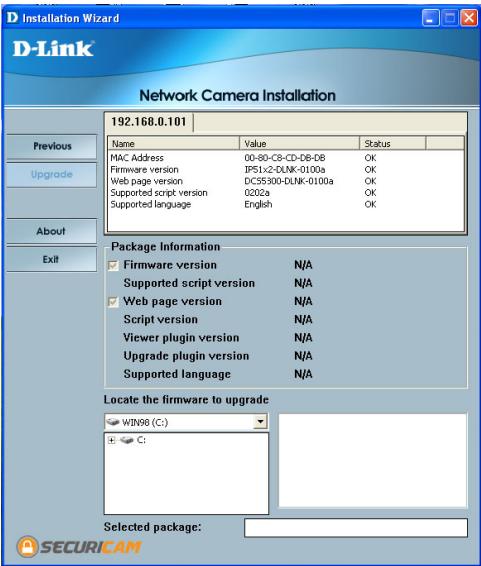 D Installation Wizard
D-Link
Network Camera Installation
192.168.0.101
Previous
Upgrade
About
Exit
Name Value Status
MAC Address 00-80-C8-CD-DB-DB OK
Firmware version IP51x2-DLNK-0100a OK
Web page version DC5300-DLNK-0100a OK
Supported script version 0202a OK
Supported language English OK
Package Information
Firmware version N/A
Supported script version N/A
Web page version N/A
Script version N/A
Viewer plugin version N/A
Upgrade plugin version N/A
Supported language N/A
Locate the firmware to upgrade
WIN98 (C:)
C:
Selected package:
SECURICAM